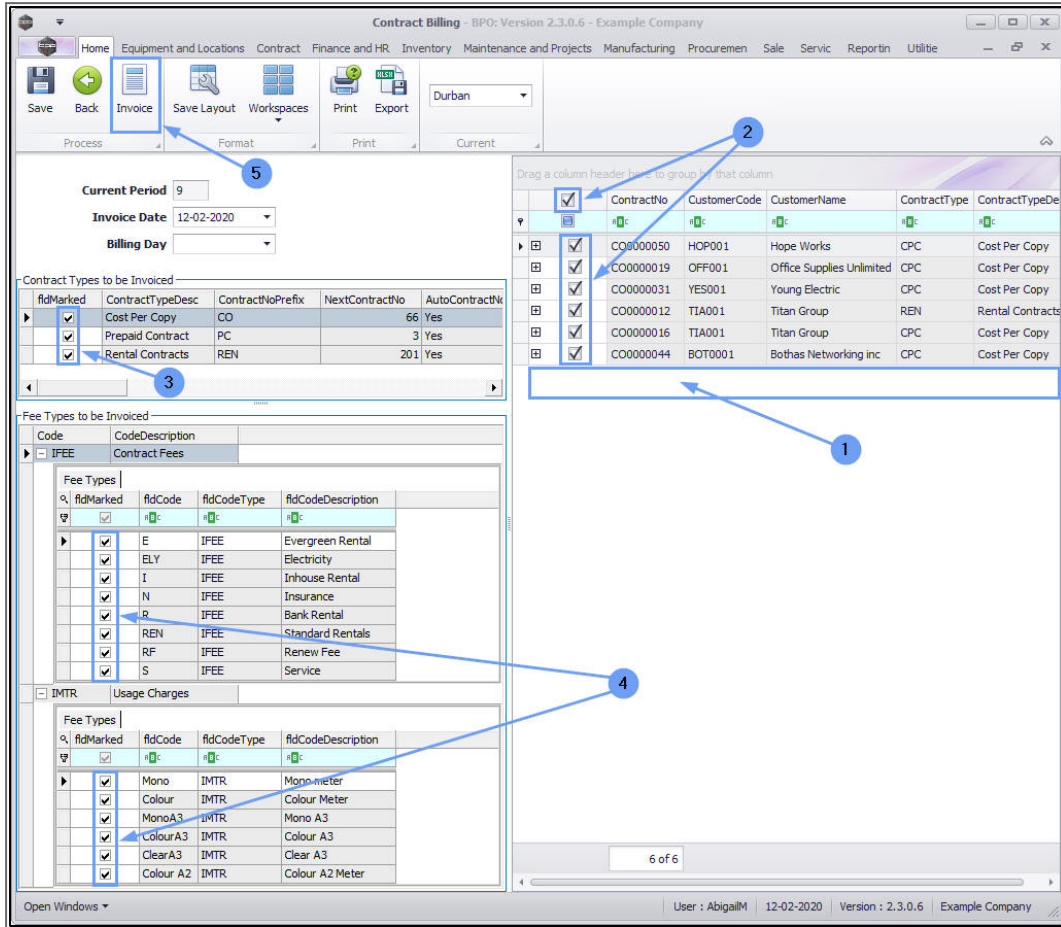 Contract Billing - BPO: Version 2.3.0.6 - Example Company
Home Equipment and Locations Contract Finance and HR Inventory Maintenance and Projects Manufacturing Procuremen Sale Servic Reportin Utilitie
Save Back Invoice Save Layout Workspaces Print Export Durban
Process Format Print Current
5
2
Current Period 9
Invoice Date 12-02-2020
Billing Day
Drag a column header here to group by that column
ContractNo CustomerCode CustomerName ContractType ContractTypeDe
CO0000050 HOP001 Hope Works CPC Cost Per Copy
CO0000019 OFF001 Office Supplies Unlimited CPC Cost Per Copy
CO0000031 YES001 Young Electric CPC Cost Per Copy
CO0000012 TIA001 Titan Group REN Rental Contracts
CO0000016 TIA001 Titan Group CPC Cost Per Copy
CO0000044 BOT0001 Bothas Networking inc CPC Cost Per Copy
1
6 of 6
Contract Types to be Invoiced
fldMarked ContractTypeDesc ContractNoPrefix NextContractNo AutoContractNo
Cost Per Copy CO 66 Yes
Prepaid Contract PC 3 Yes
Rental Contracts REN 201 Yes
3
Fee Types to be Invoiced
Code CodeDescription
IFEE Contract Fees
Fee Types
fldMarked fldCode fldCodeType fldCodeDescription
E IFEE Evergreen Rental
ELY IFEE Electricity
I IFEE Inhouse Rental
N IFEE Insurance
R IFEE Bank Rental
REN IFEE Standard Rentals
RF IFEE Renew Fee
S IFEE Service
4
IMTR Usage Charges
Fee Types
fldMarked fldCode fldCodeType fldCodeDescription
Mono IMTR Mono meter
Colour IMTR Colour Meter
MonoA3 IMTR Mono A3
ColourA3 IMTR Colour A3
ClearA3 IMTR Clear A3
Colour A2 IMTR Colour A2 Meter
Open Windows User : AbigailM 12-02-2020 Version : 2.3.0.6 Example Company